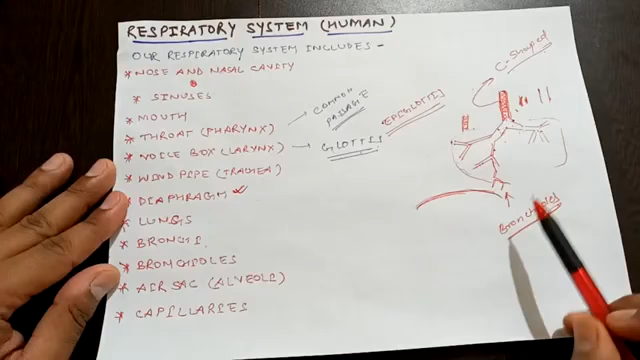 RESPIRATORY SYSTEM (HUMAN)
OUR RESPIRATORY SYSTEM INCLUDES -
* NOSE AND NASAL CAVITY
* SINUSES
* MOUTH
* THROAT (PHARYNX)
COMMON
PASSAGE
* NOICE BOX (LARYNX)
GLOTTIS
EPIGLOTTIS
* WIND PIPE (TRACHEA)
* DIAPHRAGM
* LUNGS
* BRONCHI
* BRONCHIOLES
* AIR SAC (ALVEOLI)
* CAPILLARIES
C-Shaped
Bronchioles